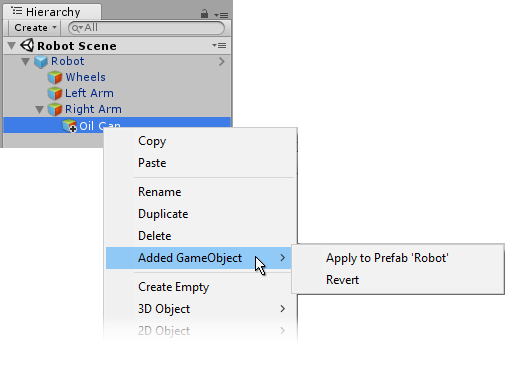 Hierarchy
Create
All
Robot Scene
Robot
Wheels
Left Arm
Right Arm
Oil Can
Copy
Paste
Rename
Duplicate
Delete
Added GameObject
Apply to Prefab 'Robot'
Revert
Create Empty
3D Object
2D Object